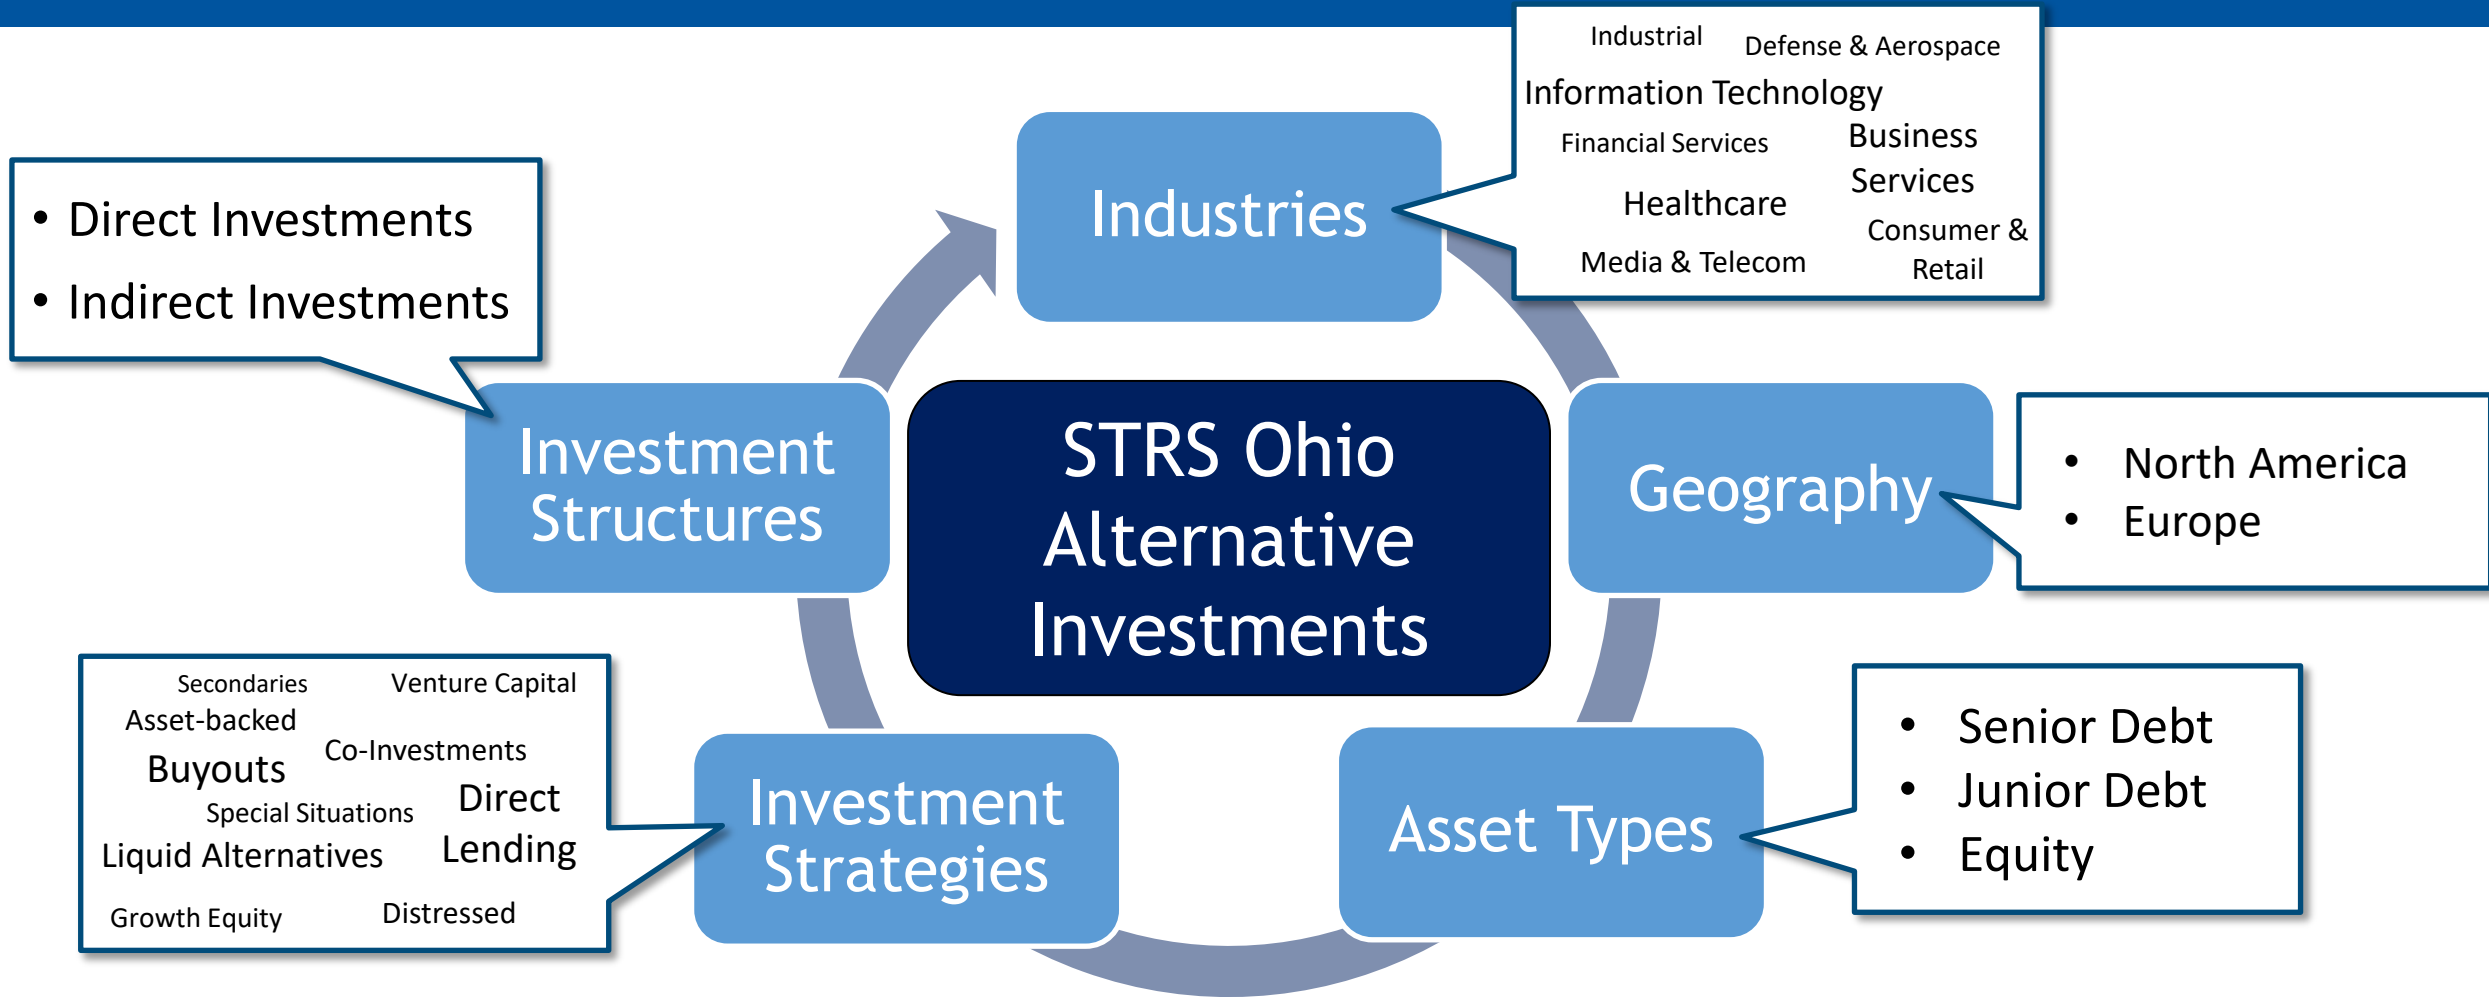 Industrial
Defense & Aerospace
Information Technology
Financial Services
Business
Services
Healthcare
Consumer &
Retail
Media & Telecom
Industries
• Direct Investments
• Indirect Investments
Investment
Structures
STRS Ohio
Alternative
Investments
Geography
• North America
• Europe
Secondaries
Venture Capital
Asset-backed
Co-Investments
Buyouts
Direct
Lending
Special Situations
Liquid Alternatives
Growth Equity
Distressed
Investment
Strategies
Asset Types
• Senior Debt
• Junior Debt
• Equity